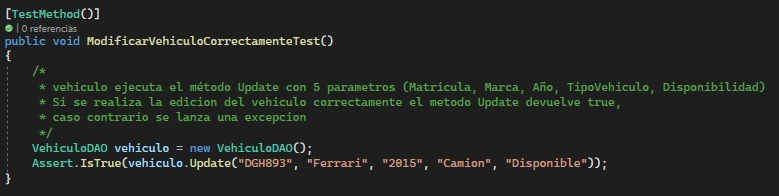 [TestMethod()]
| 0 referencias
public void ModificarVehiculoCorrectamenteTest()
{
/*
* vehiculo ejecuta el método Update con 5 parametros (Matricula, Marca, Año, TipoVehiculo, Disponibilidad)
* Si se realiza la edicion del vehiculo correctamente el metodo Update devuelve true,
* caso contrario se lanza una excepcion
*/
VehiculoDAO vehiculo = new VehiculoDAO();
Assert.IsTrue(vehiculo.Update("DGH893", "Ferrari", "2015", "Camion", "Disponible"));
}